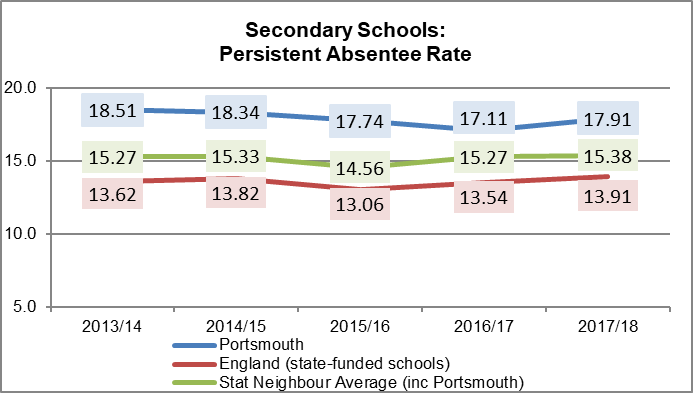 Secondary Schools:
Persistent Absentee Rate
20.0
18.51 18.34 17.74 17.11 17.91
15.0
15.27 15.33 14.56 15.27 15.38
13.62 13.82 13.06 13.54 13.91
10.0
5.0
2013/14 2014/15 2015/16 2016/17 2017/18
Portsmouth
England (state-funded schools)
Stat Neighbour Average (inc Portsmouth)